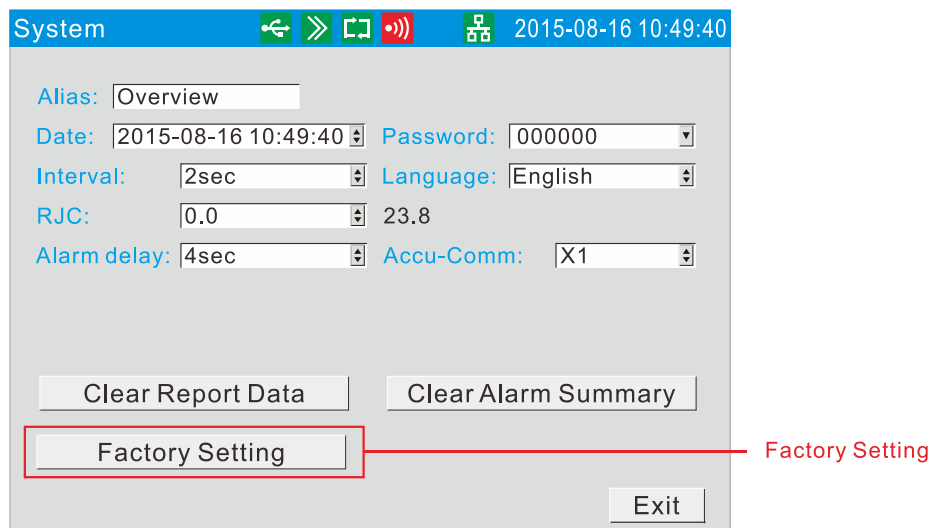 System 2015-08-16 10:49:40
Alias: Overview
Date: 2015-08-16 10:49:40 Password: 000000
Interval: 2sec Language: English
RJC: 0.0 23.8
Alarm delay: 4sec Accu-Comm: X1
Clear Report Data Clear Alarm Summary
Factory Setting Factory Setting
Exit